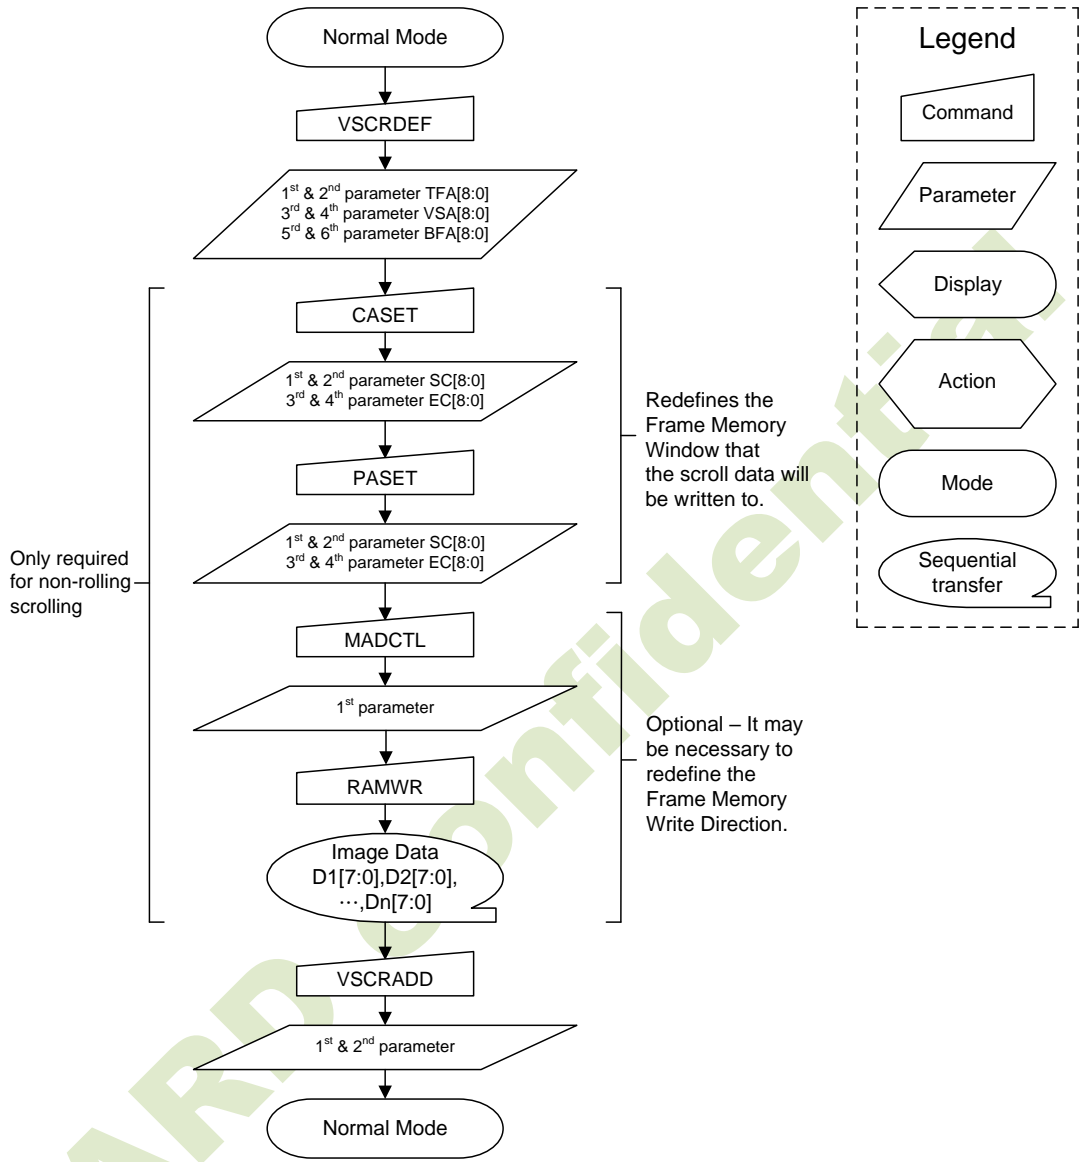 Normal Mode
VSCRDEF
1st & 2nd parameter TFA[8:0]
3rd & 4th parameter VSA[8:0]
5rd & 6th parameter BFA[8:0]
CASET
1st & 2nd parameter SC[8:0]
3rd & 4th parameter EC[8:0]
PASET
1st & 2nd parameter SC[8:0]
3rd & 4th parameter EC[8:0]
MADCTL
1st parameter
RAMWR
Image Data
D1[7:0],D2[7:0],
⋯,Dn[7:0]
VSCRADD
1st & 2nd parameter
Normal Mode
Only required
for non-rolling
scrolling
Redefines the
Frame Memory
Window that
the scroll data will
be written to.
Optional – It may
be necessary to
redefine the
Frame Memory
Write Direction.
Legend
Command
Parameter
Display
Action
Mode
Sequential
transfer
ARD confidential